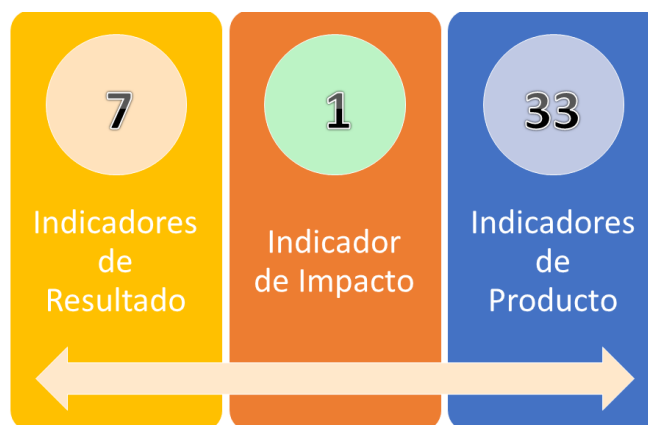 7
Indicadores
de
Resultado
1
Indicador
de Impacto
33
Indicadores
de
Producto